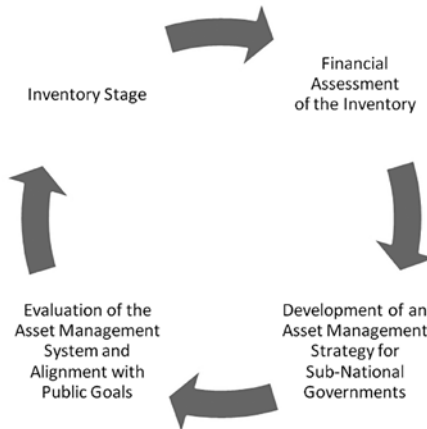 Inventory Stage
Financial
Assessment
of the Inventory
Development of an
Asset Management
Strategy for
Sub-National
Governments
Evaluation of the
Asset Management
System and
Alignment with
Public Goals